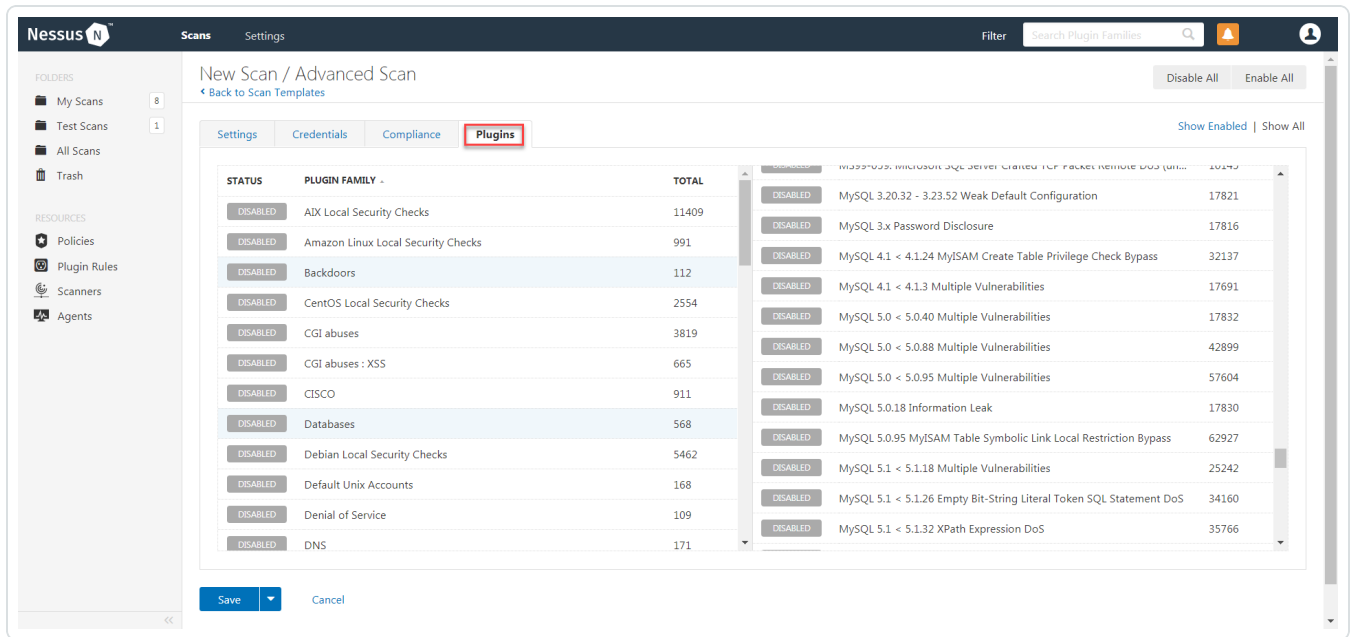 Nessus N ™ Scans Settings Filter Search Plugin Families
FOLDERS
My Scans 8
Test Scans 1
All Scans
Trash
RESOURCES
Policies
Plugin Rules
Scanners
Agents
New Scan / Advanced Scan
Back to Scan Templates
Disable All Enable All
Settings Credentials Compliance Plugins
Show Enabled | Show All
STATUS PLUGIN FAMILY TOTAL
DISABLED AIX Local Security Checks 11409
DISABLED Amazon Linux Local Security Checks 991
DISABLED Backdoors 112
DISABLED CentOS Local Security Checks 2554
DISABLED CGI abuses 3819
DISABLED CGI abuses : XSS 665
DISABLED CISCO 911
DISABLED Databases 568
DISABLED Debian Local Security Checks 5462
DISABLED Default Unix Accounts 168
DISABLED Denial of Service 109
DISABLED DNS 171
DISABLED Microsoft SQL Server Crafted TCP Packet Remote DoS (un...
DISABLED MySQL 3.20.32 - 3.23.52 Weak Default Configuration 17821
DISABLED MySQL 3.x Password Disclosure 17816
DISABLED MySQL 4.1 < 4.1.24 MyISAM Create Table Privilege Check Bypass 32137
DISABLED MySQL 4.1 < 4.1.3 Multiple Vulnerabilities 17691
DISABLED MySQL 5.0 < 5.0.40 Multiple Vulnerabilities 17832
DISABLED MySQL 5.0 < 5.0.88 Multiple Vulnerabilities 42899
DISABLED MySQL 5.0 < 5.0.95 Multiple Vulnerabilities 57604
DISABLED MySQL 5.0.18 Information Leak 17830
DISABLED MySQL 5.0.95 MyISAM Table Symbolic Link Local Restriction Bypass 62927
DISABLED MySQL 5.1 < 5.1.18 Multiple Vulnerabilities 25242
DISABLED MySQL 5.1 < 5.1.26 Empty Bit-String Literal Token SQL Statement DoS 34160
DISABLED MySQL 5.1 < 5.1.32 XPath Expression DoS 35766
Save Cancel